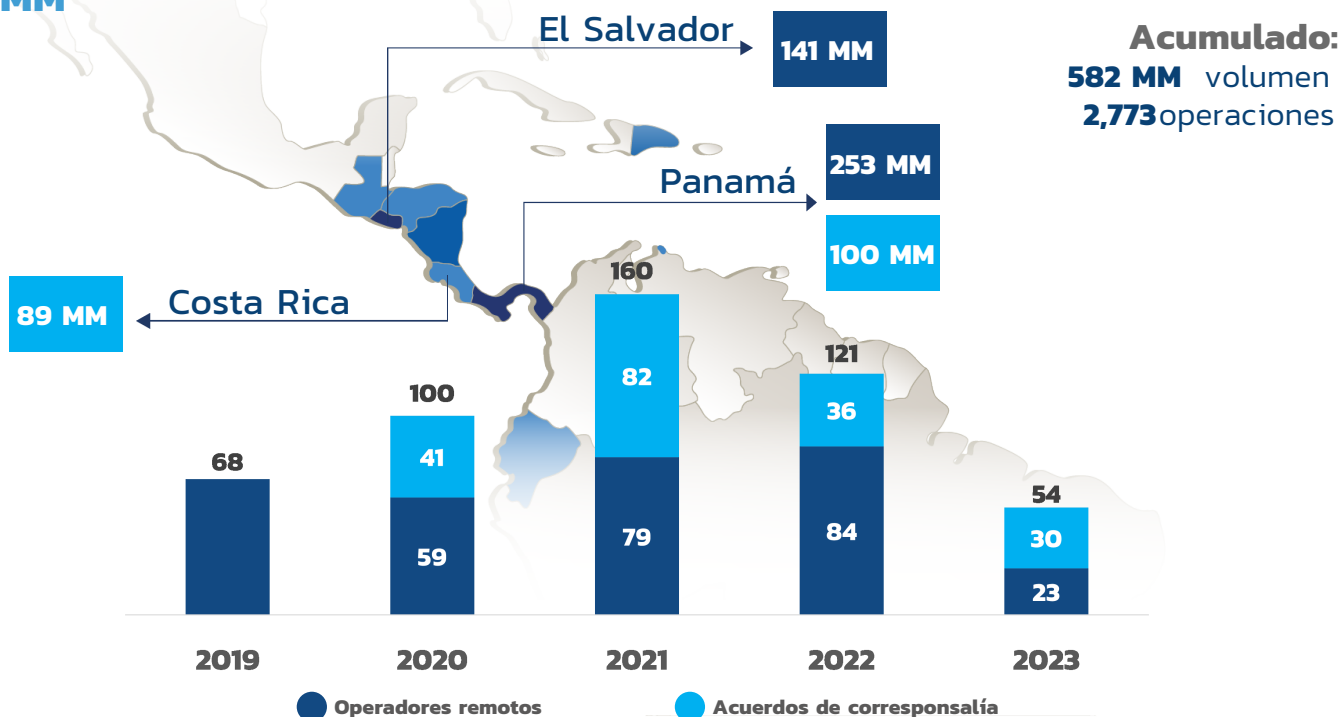 MM
El Salvador
141 MM
Acumulado:
582 MM volumen
2,773 operaciones
Panamá
253 MM
100 MM
Costa Rica
89 MM
68
100
41
59
160
82
79
121
36
84
54
30
23
2019 2020 2021 2022 2023
Operadores remotos Acuerdos de corresponsalía